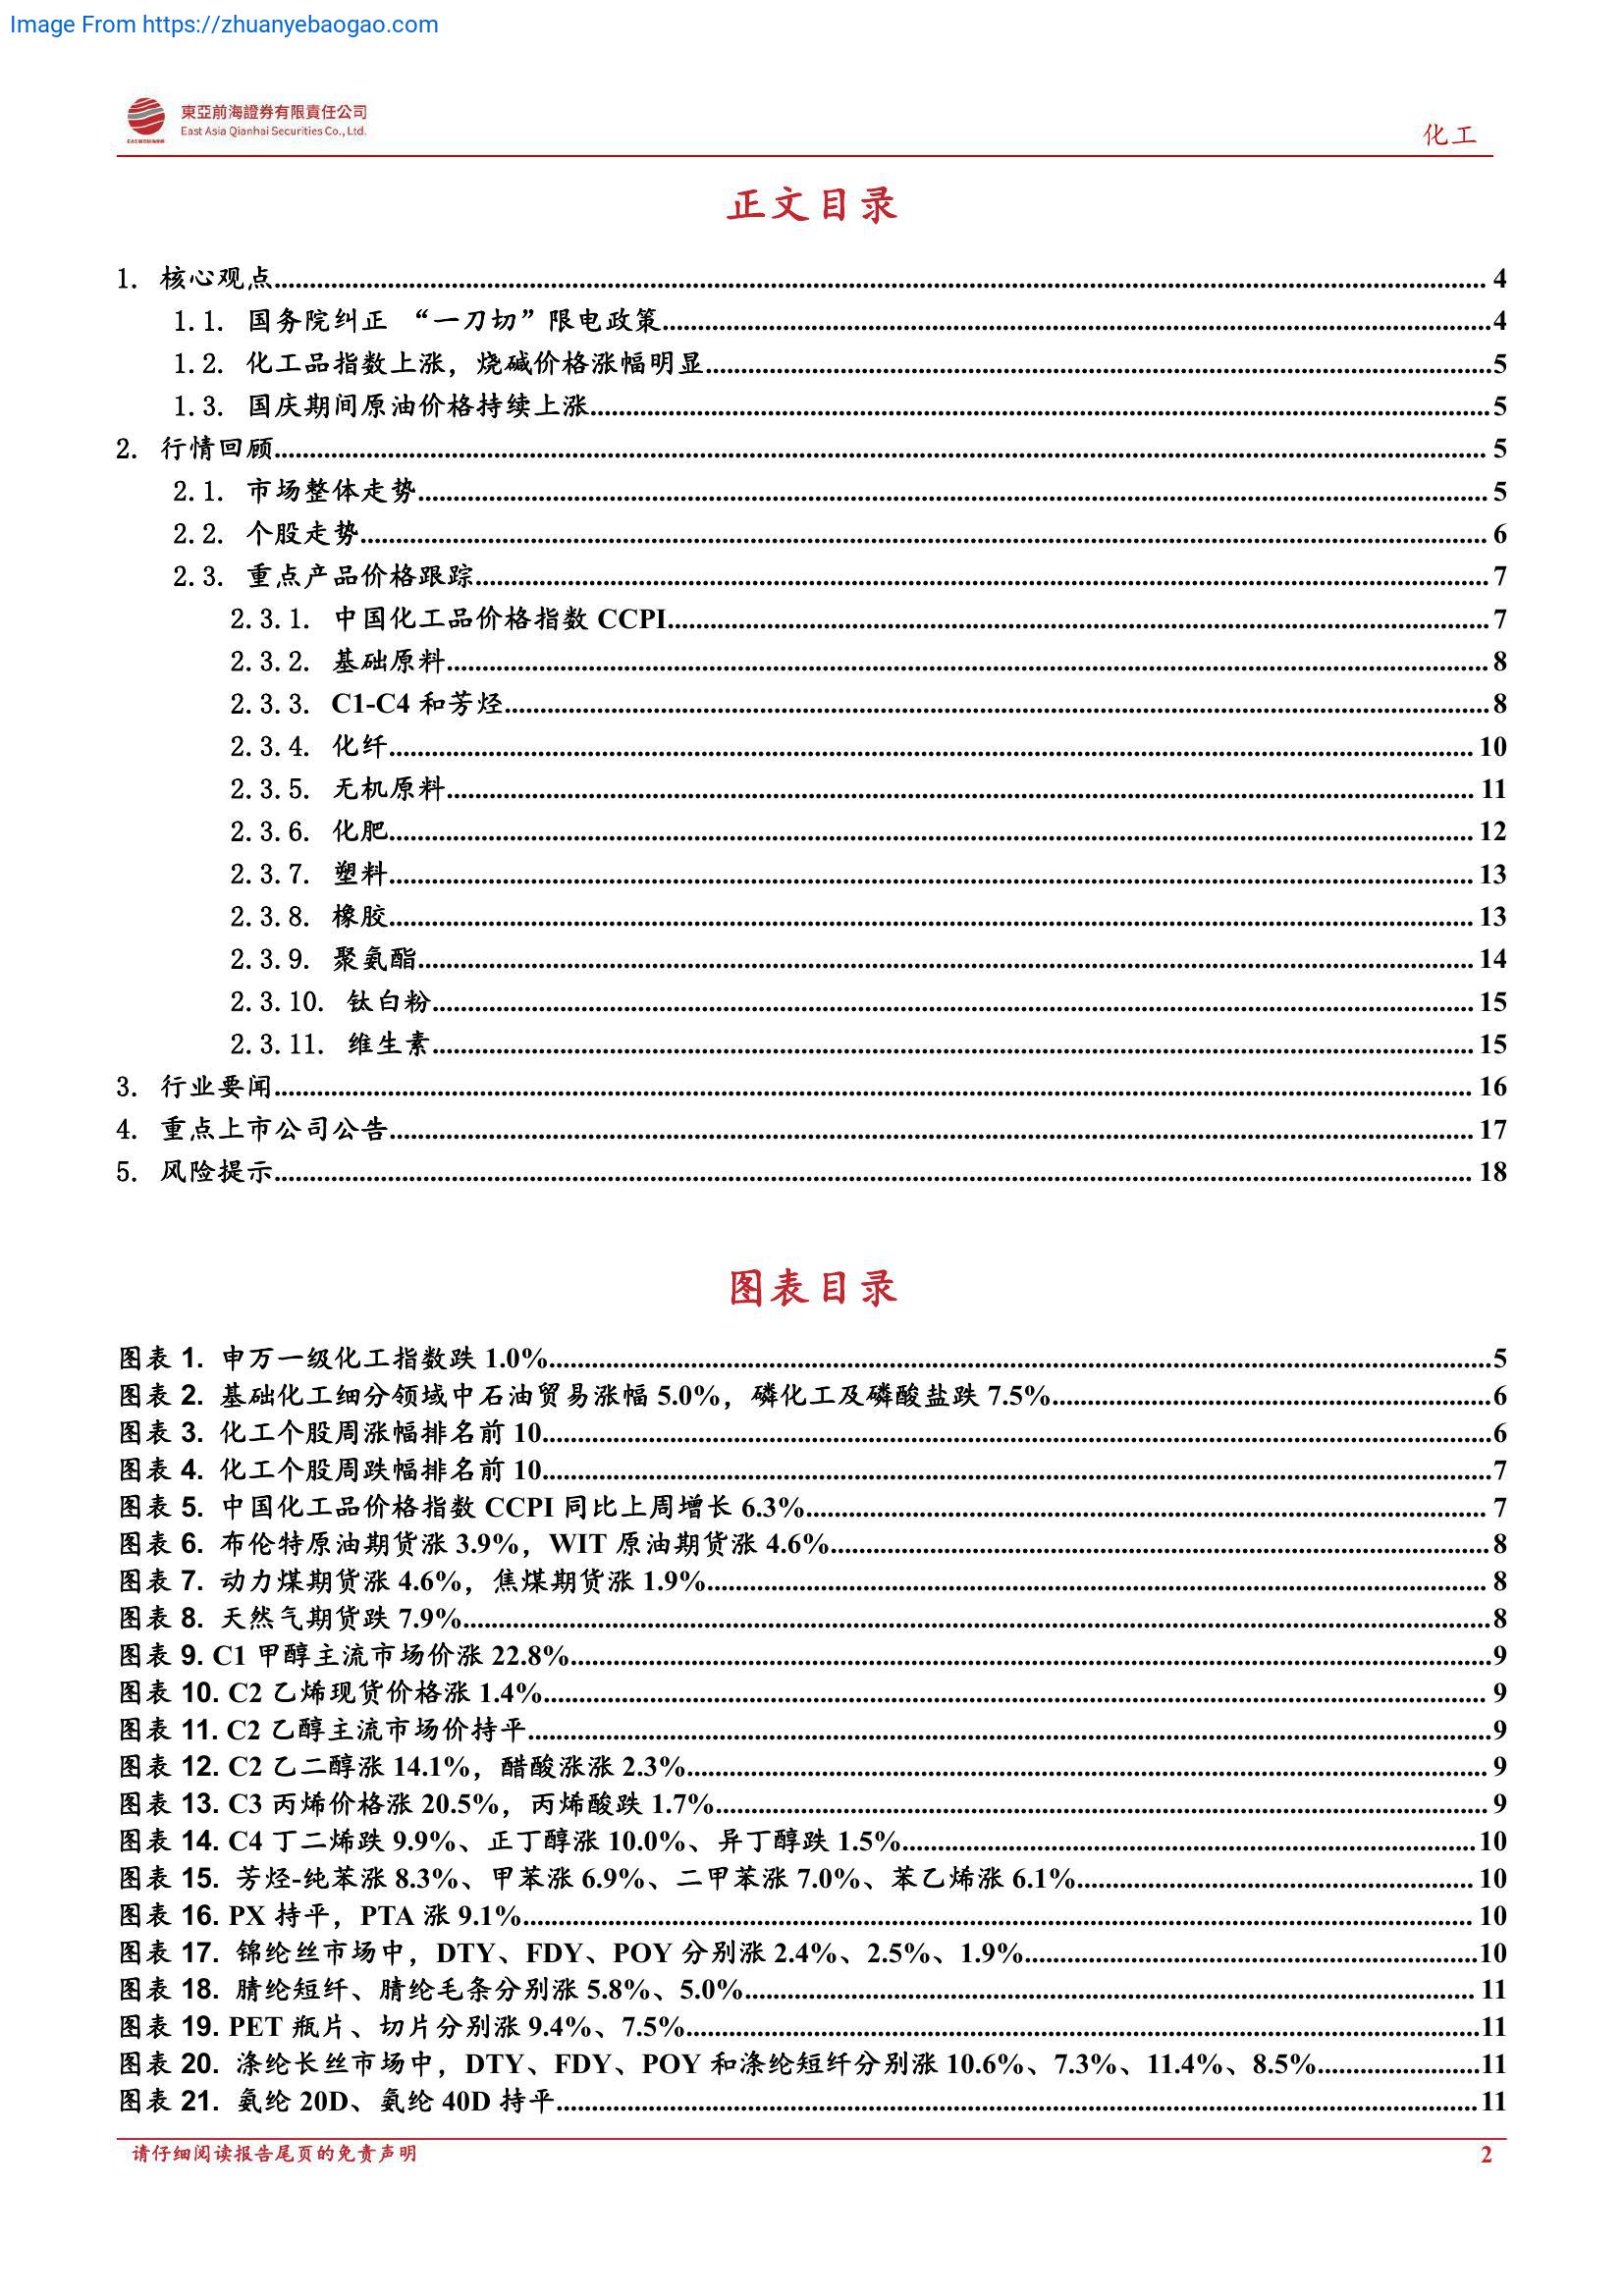 Image From https://zhuanyebaogao.com
東亞前海證券有限責任公司
East Asia Qianhai Securities Co., Ltd.
化工
正文目录
1. 核心观点 4
1.1. 国务院纠正 “一刀切”限电政策 4
1.2. 化工品指数上涨，烧碱价格涨幅明显 5
1.3. 国庆期间原油价格持续上涨 5
2. 行情回顾 5
2.1. 市场整体走势 5
2.2. 个股走势 6
2.3. 重点产品价格跟踪 7
2.3.1. 中国化工品价格指数 CCPI 7
2.3.2. 基础原料 8
2.3.3. C1-C4 和芳烃 8
2.3.4. 化纤 10
2.3.5. 无机原料 11
2.3.6. 化肥 12
2.3.7. 塑料 13
2.3.8. 橡胶 13
2.3.9. 聚氨酯 14
2.3.10. 钛白粉 15
2.3.11. 维生素 15
3. 行业要闻 16
4. 重点上市公司公告 17
5. 风险提示 18
图表目录
图表 1. 申万一级化工指数跌 1.0% 5
图表 2. 基础化工细分领域中石油贸易涨幅 5.0%，磷化工及磷酸盐跌 7.5% 6
图表 3. 化工个股周涨幅排名前 10 6
图表 4. 化工个股周跌幅排名前 10 7
图表 5. 中国化工品价格指数 CCPI 同比上周增长 6.3% 7
图表 6. 布伦特原油期货涨 3.9%，WIT 原油期货涨 4.6% 8
图表 7. 动力煤期货涨 4.6%，焦煤期货涨 1.9% 8
图表 8. 天然气期货跌 7.9% 8
图表 9. C1 甲醇主流市场价涨 22.8% 9
图表 10. C2 乙烯现货价格涨 1.4% 9
图表 11. C2 乙醇主流市场价持平 9
图表 12. C2 乙二醇涨 14.1%，醋酸涨涨 2.3% 9
图表 13. C3 丙烯价格涨 20.5%，丙烯酸跌 1.7% 9
图表 14. C4 丁二烯跌 9.9%、正丁醇涨 10.0%、异丁醇跌 1.5% 10
图表 15. 芳烃-纯苯涨 8.3%、甲苯涨 6.9%、二甲苯涨 7.0%、苯乙烯涨 6.1% 10
图表 16. PX 持平，PTA 涨 9.1% 10
图表 17. 锦纶丝市场中，DTY、FDY、POY 分别涨 2.4%、2.5%、1.9% 10
图表 18. 腈纶短纤、腈纶毛条分别涨 5.8%、5.0% 11
图表 19. PET 瓶片、切片分别涨 9.4%、7.5% 11
图表 20. 涤纶长丝市场中，DTY、FDY、POY 和涤纶短纤分别涨 10.6%、7.3%、11.4%、8.5% 11
图表 21. 氨纶 20D、氨纶 40D 持平 11
请仔细阅读报告尾页的免责声明
2